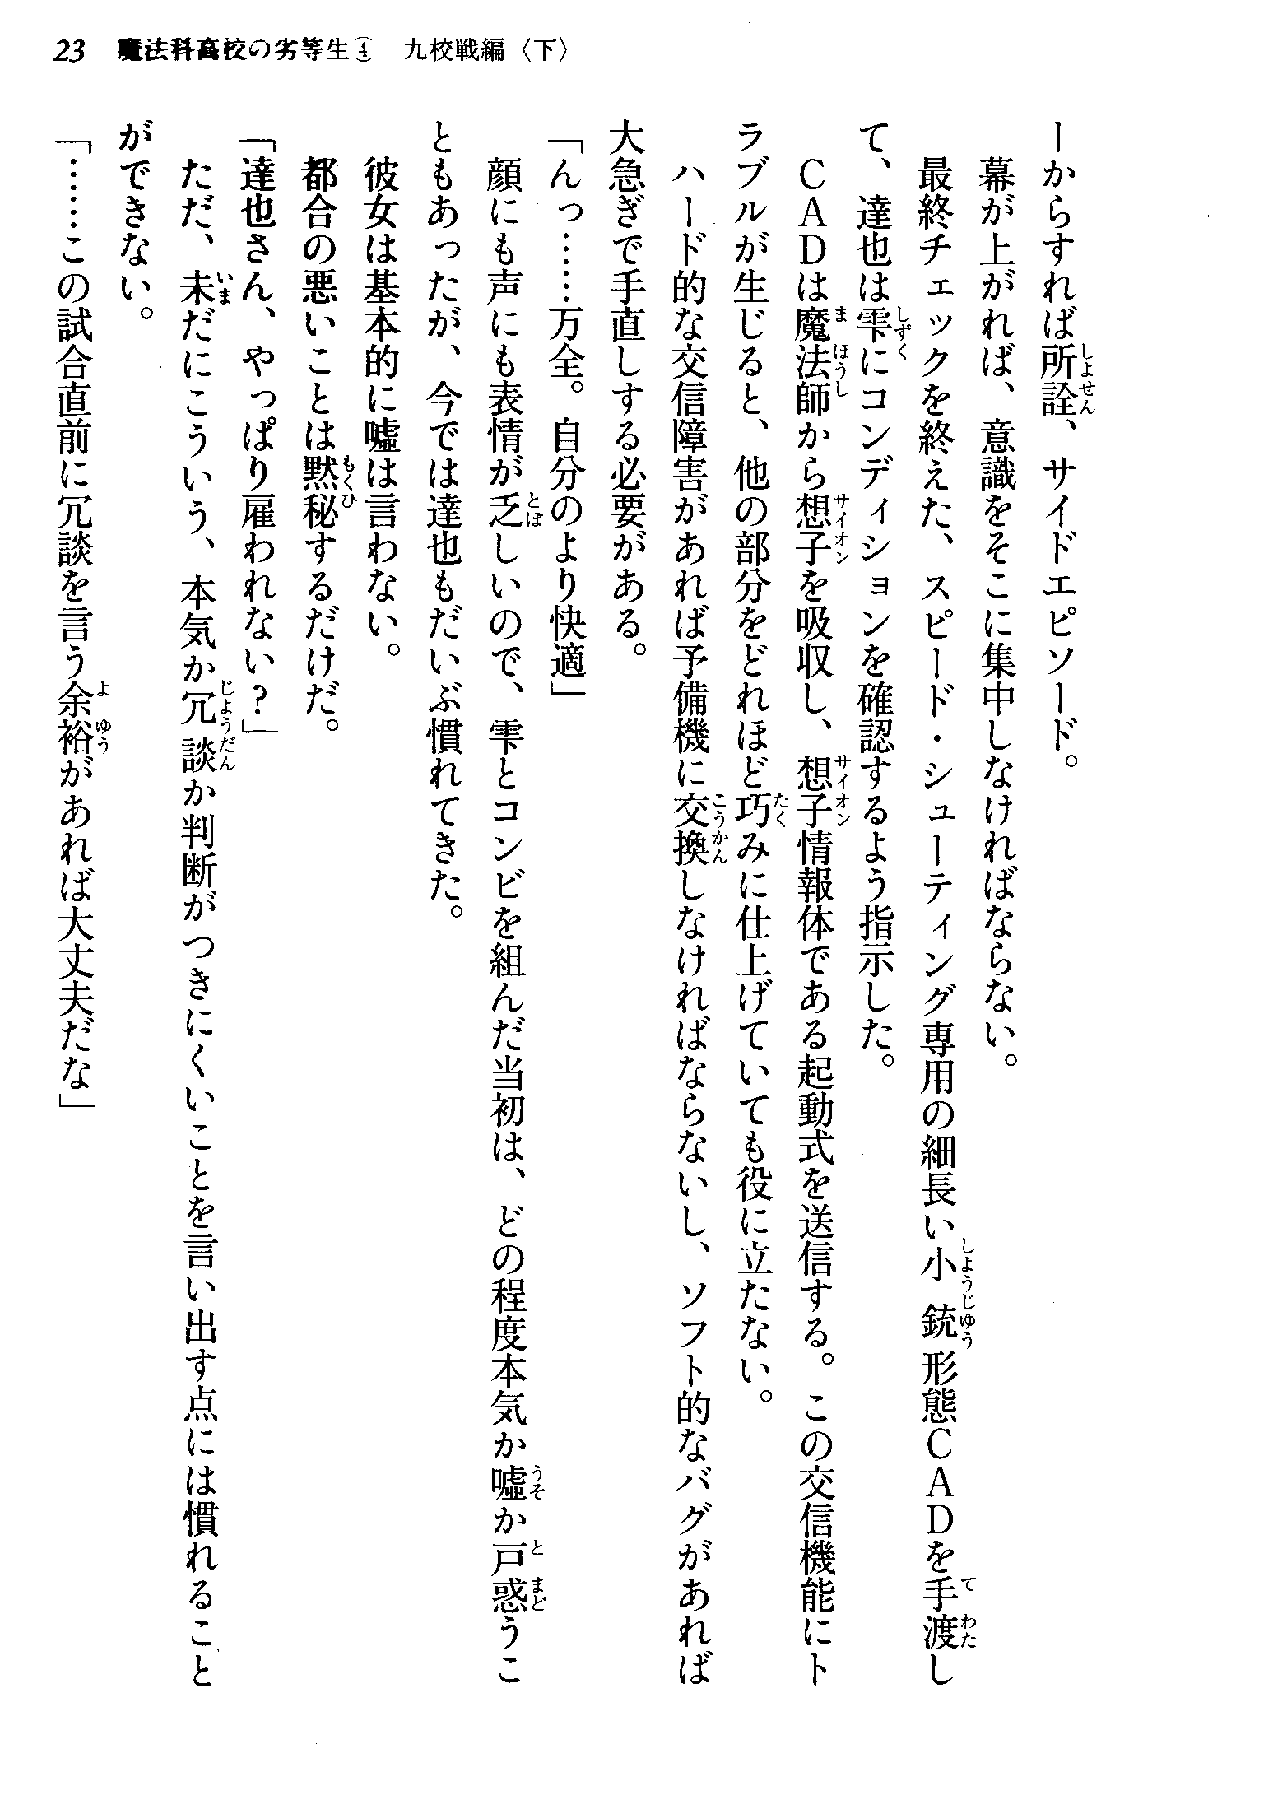 23 魔法科高校の劣等生④ 九校戦編〈下〉
ーからすれば所詮、サイドエピソード。
幕が上がれば、意識をそこに集中しなければならない。
最終チェックを終えた、スピード・シューティング専用の細長い小銃形態ＣＡＤを手渡し
て、達也は雫にコンディションを確認するよう指示した。
ＣＡＤは魔法師から想子を吸収し、想子情報体である起動式を送信する。この交信機能にト
ラブルが生じると、他の部分をどれほど巧みに仕上げていても役に立たない。
ハード的な交信障害があれば予備機に交換しなければならないし、ソフト的なバグがあれば
大急ぎで手直しする必要がある。
「んっ……万全。自分のより快適」
顔にも声にも表情が乏しいので、雫とコンビを組んだ当初は、どの程度本気か嘘か戸惑うこ
ともあったが、今では達也もだいぶ慣れてきた。
彼女は基本的に嘘は言わない。
都合の悪いことは黙秘するだけだ。
「達也さん、やっぱり雇われない？」
ただ、未だにこういう、本気か冗談か判断がつきにくいことを言い出す点には慣れること
ができない。
「……この試合直前に冗談を言う余裕があれば大丈夫だな」